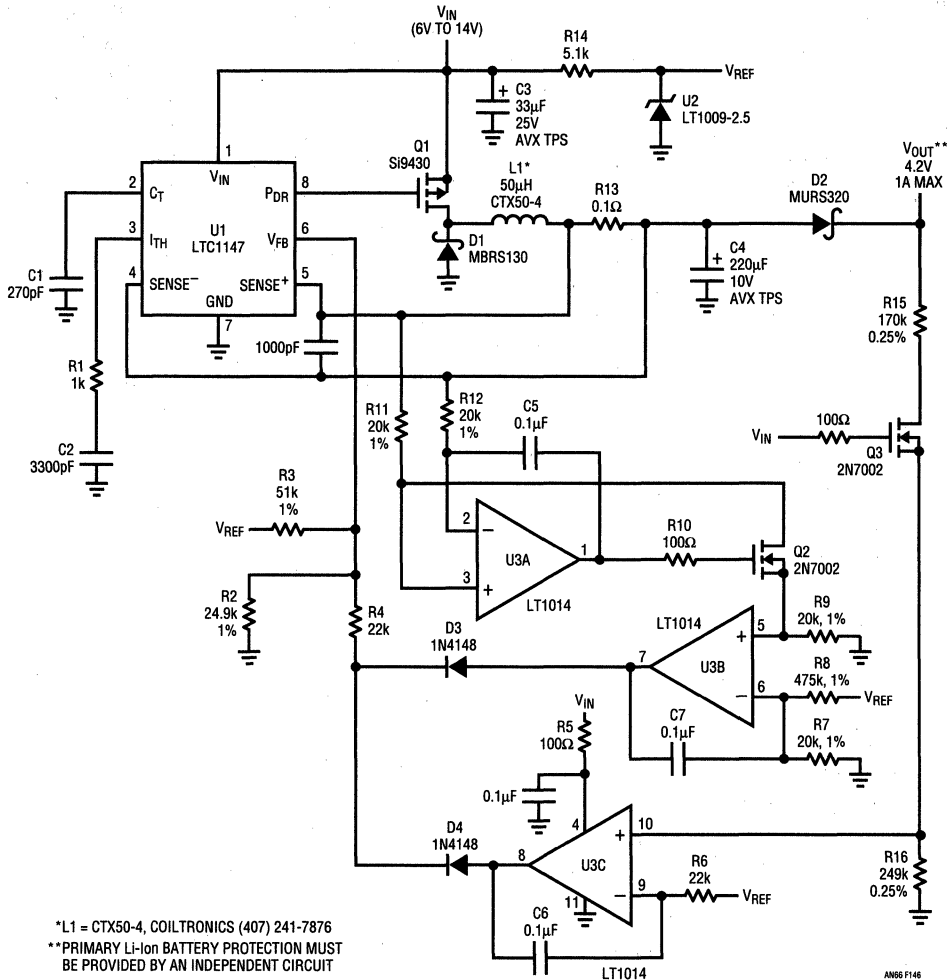 VIN
(6V TO 14V)
R14
5.1k
VREF
+
C3
33µF
25V
AVX TPS
U2
LT1009-2.5
Q1
Si9430
L1*
50µH
CTX50-4
R13
0.1Ω
D2
MURS320
VOUT**
4.2V
1A MAX
1
VIN
2
CT
PDR
8
3
ITH
U1
LTC1147
VFB
6
4
SENSE−
SENSE+
5
GND
7
D1
MBRS130
+
C4
220µF
10V
AVX TPS
C1
270pF
1000pF
R15
170k
0.25%
R1
1k
R11
20k
1%
R12
20k
1%
C5
0.1µF
VIN
100Ω
Q3
2N7002
C2
3300pF
R3
51k
1%
VREF
2
−
U3A
1
3
+
LT1014
R10
100Ω
Q2
2N7002
R2
24.9k
1%
R4
22k
D3
1N4148
LT1014
7
U3B
+
5
−
6
R9
20k, 1%
R8
475k, 1%
VREF
R7
20k, 1%
C7
0.1µF
VIN
R5
100Ω
0.1µF
D4
1N4148
4
8
U3C
+
10
−
9
11
R6
22k
VREF
R16
249k
0.25%
C6
0.1µF
LT1014
*L1 = CTX50-4, COILTRONICS (407) 241-7876
**PRIMARY Li-Ion BATTERY PROTECTION MUST
BE PROVIDED BY AN INDEPENDENT CIRCUIT
AN66 F146